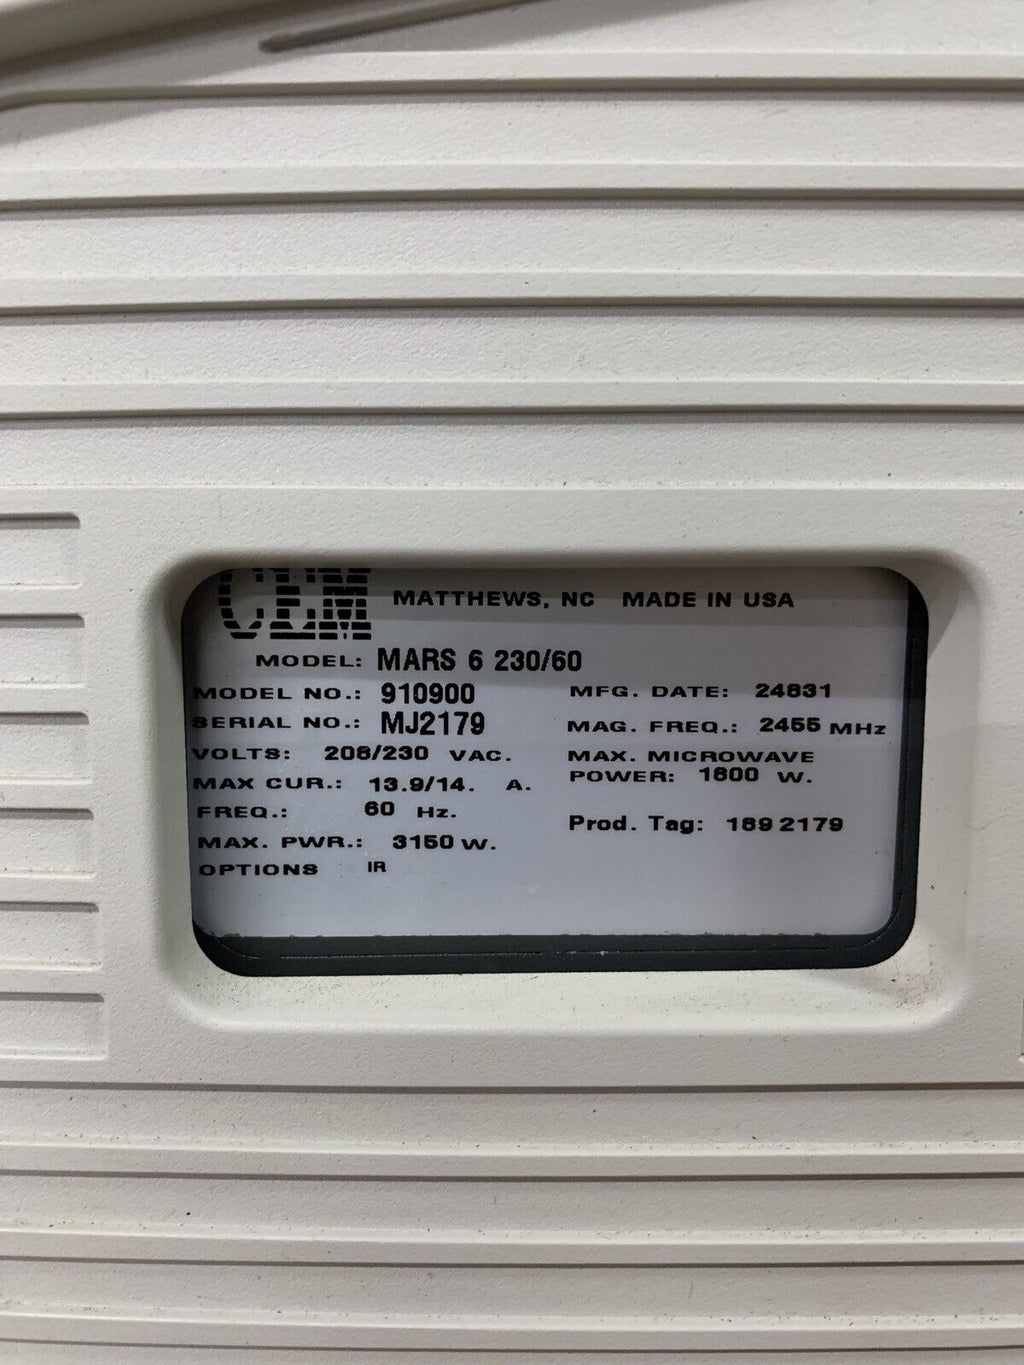 CEM MATTHEWS, NC MADE IN USA
MODEL: MARS 6 230/60
MODEL NO.: 910900 MFG. DATE: 24831
SERIAL NO.: MJ2179 MAG. FREQ.: 2455 MHz
VOLTS: 208/230 VAC. MAX. MICROWAVE
MAX CUR.: 13.9/14. A. POWER: 1800 W.
FREQ.: 60 Hz.
MAX. PWR.: 3150 W. Prod. Tag: 1892179
OPTIONS IR